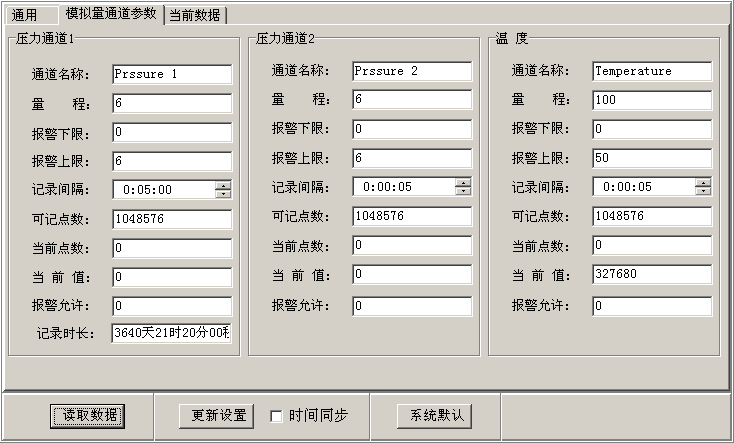 通用 模拟量通道参数 当前数据
压力通道1
通道名称: Prssure 1
量 程: 6
报警下限: 0
报警上限: 6
记录间隔: 0:05:00
可记点数: 1048576
当前点数: 0
当 前 值: 0
报警允许: 0
记录时长: 3640天21时20分00秒
压力通道2
通道名称: Prssure 2
量 程: 6
报警下限: 0
报警上限: 6
记录间隔: 0:00:05
可记点数: 1048576
当前点数: 0
当 前 值: 0
报警允许: 0
温 度
通道名称: Temperature
量 程: 100
报警下限: 0
报警上限: 50
记录间隔: 0:00:05
可记点数: 1048576
当前点数: 0
当 前 值: 327680
报警允许: 0
读取数据 更新设置 时间同步 系统默认